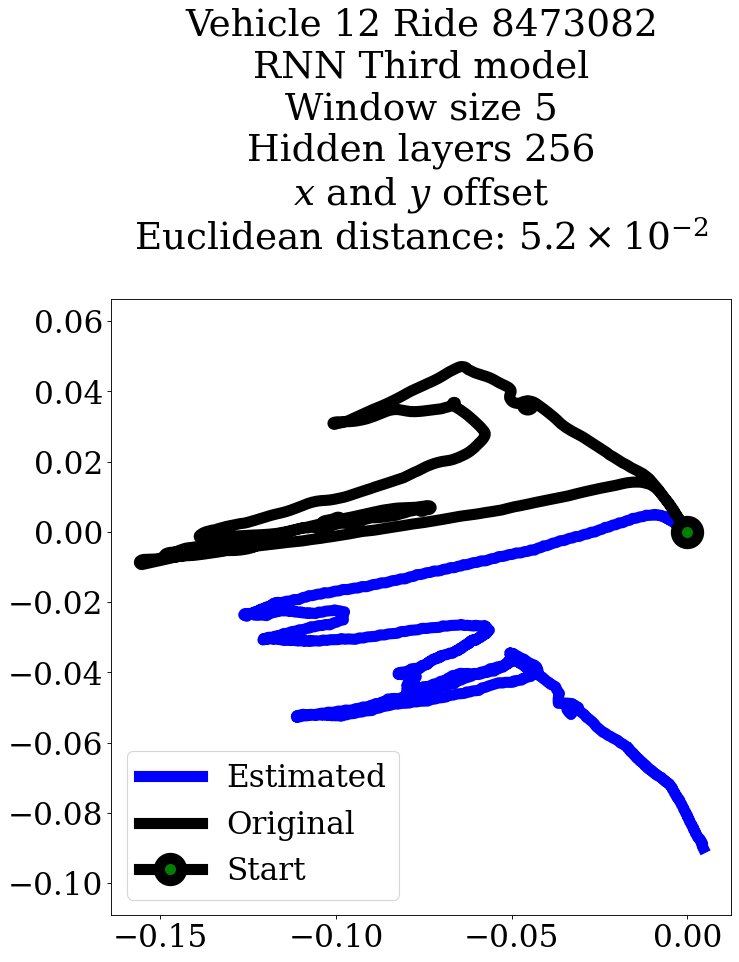 Vehicle 12 Ride 8473082
RNN Third model
Window size 5
Hidden layers 256
x and y offset
Euclidean distance: 5.2 × 10⁻²
0.06
0.04
0.02
0.00
−0.02
−0.04
−0.06
−0.08
−0.10
Estimated
Original
Start
−0.15 −0.10 −0.05 0.00